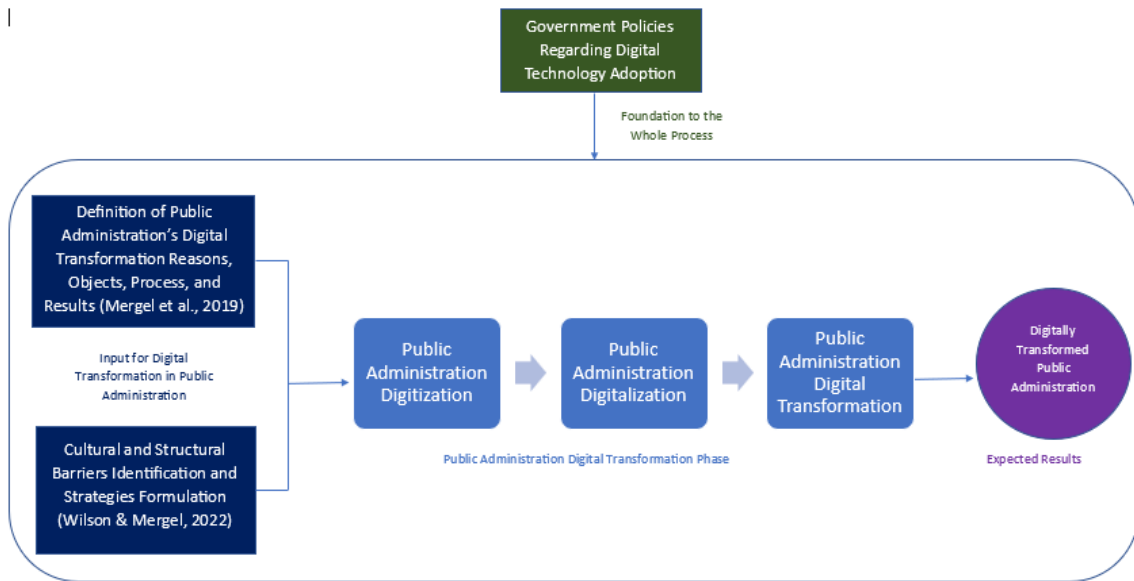 Government Policies
Regarding Digital
Technology Adoption
Foundation to the
Whole Process
Definition of Public
Administration's Digital
Transformation Reasons,
Objects, Process, and
Results (Mergel et al., 2019)
Input for Digital
Transformation in Public
Administration
Cultural and Structural
Barriers Identification and
Strategies Formulation
(Wilson & Mergel, 2022)
Public
Administration
Digitization
Public
Administration
Digitalization
Public
Administration
Digital
Transformation
Public Administration Digital Transformation Phase
Digitally
Transformed
Public
Administration
Expected Results